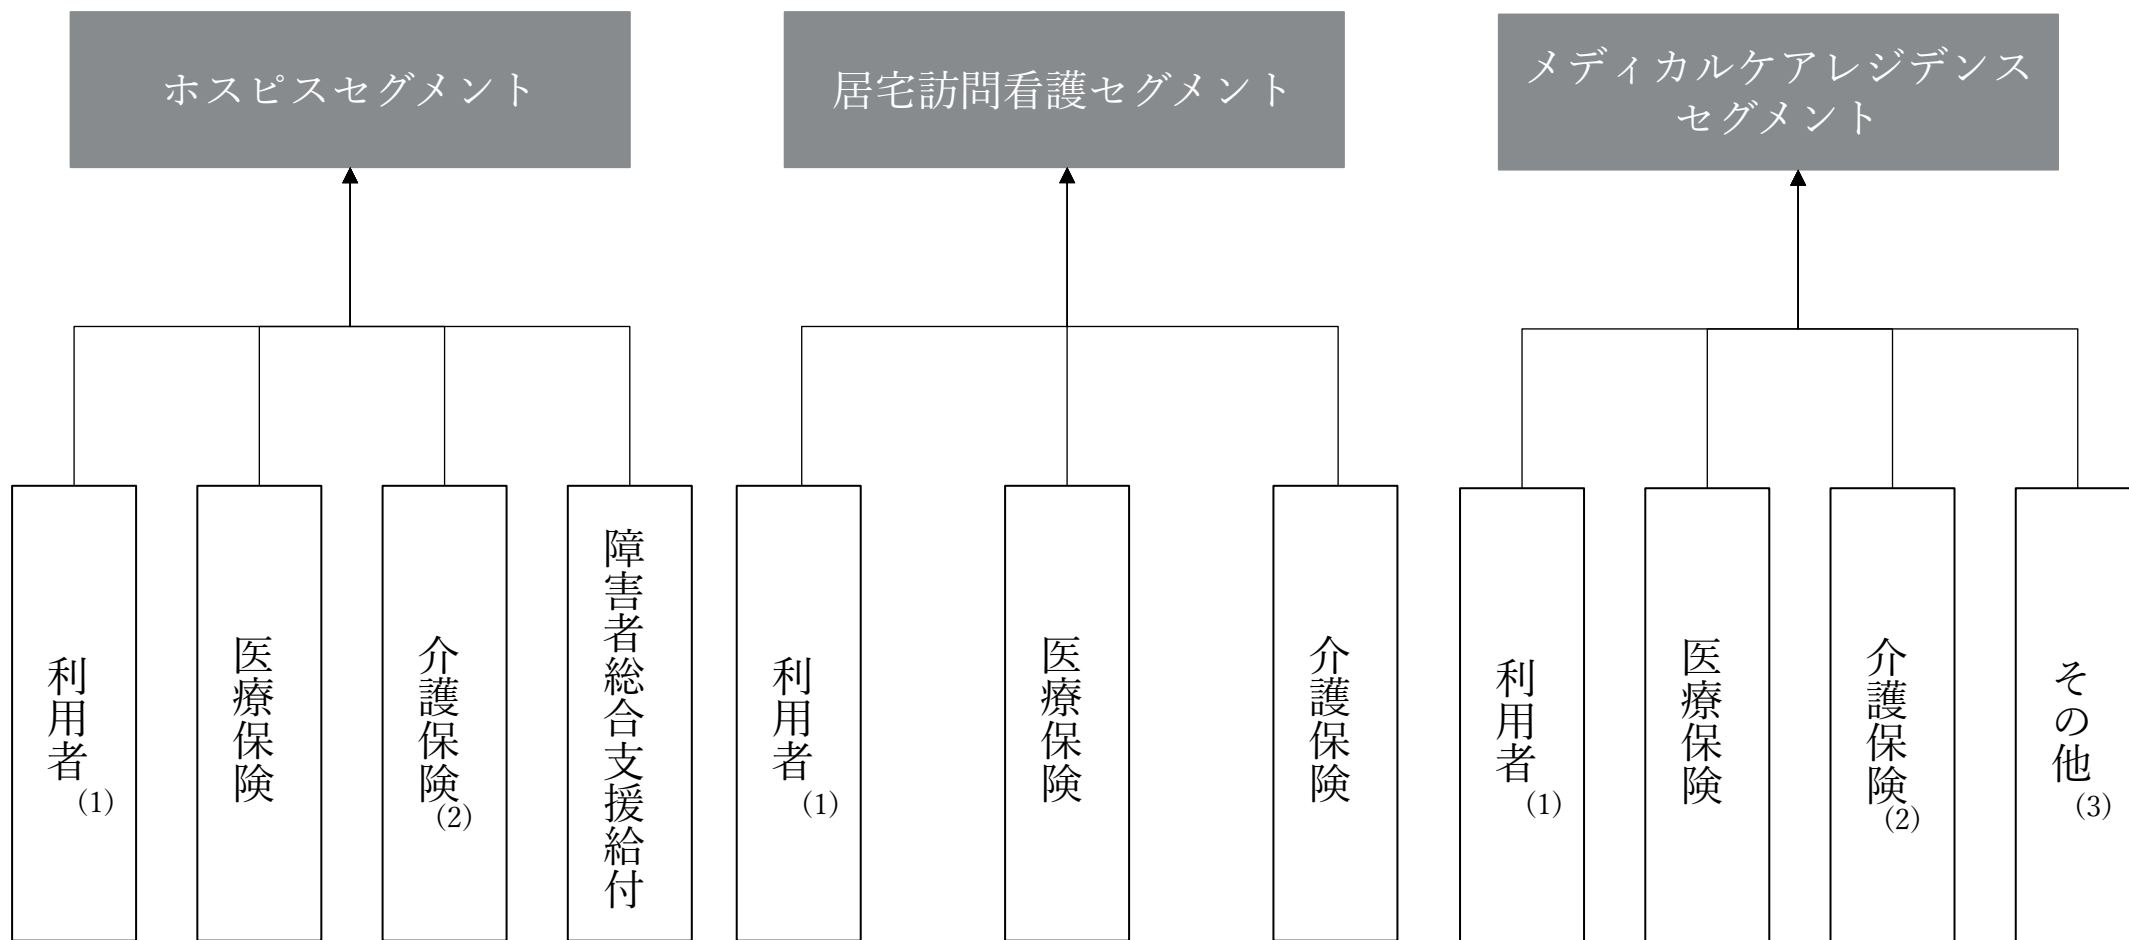 ホスピスセグメント
居宅訪問看護セグメント
メディカルケアレジデンス
セグメント
利用者(1)
医療保険
介護保険(2)
障害者総合支援給付
利用者(1)
医療保険
介護保険
利用者(1)
医療保険
介護保険(2)
その他(3)